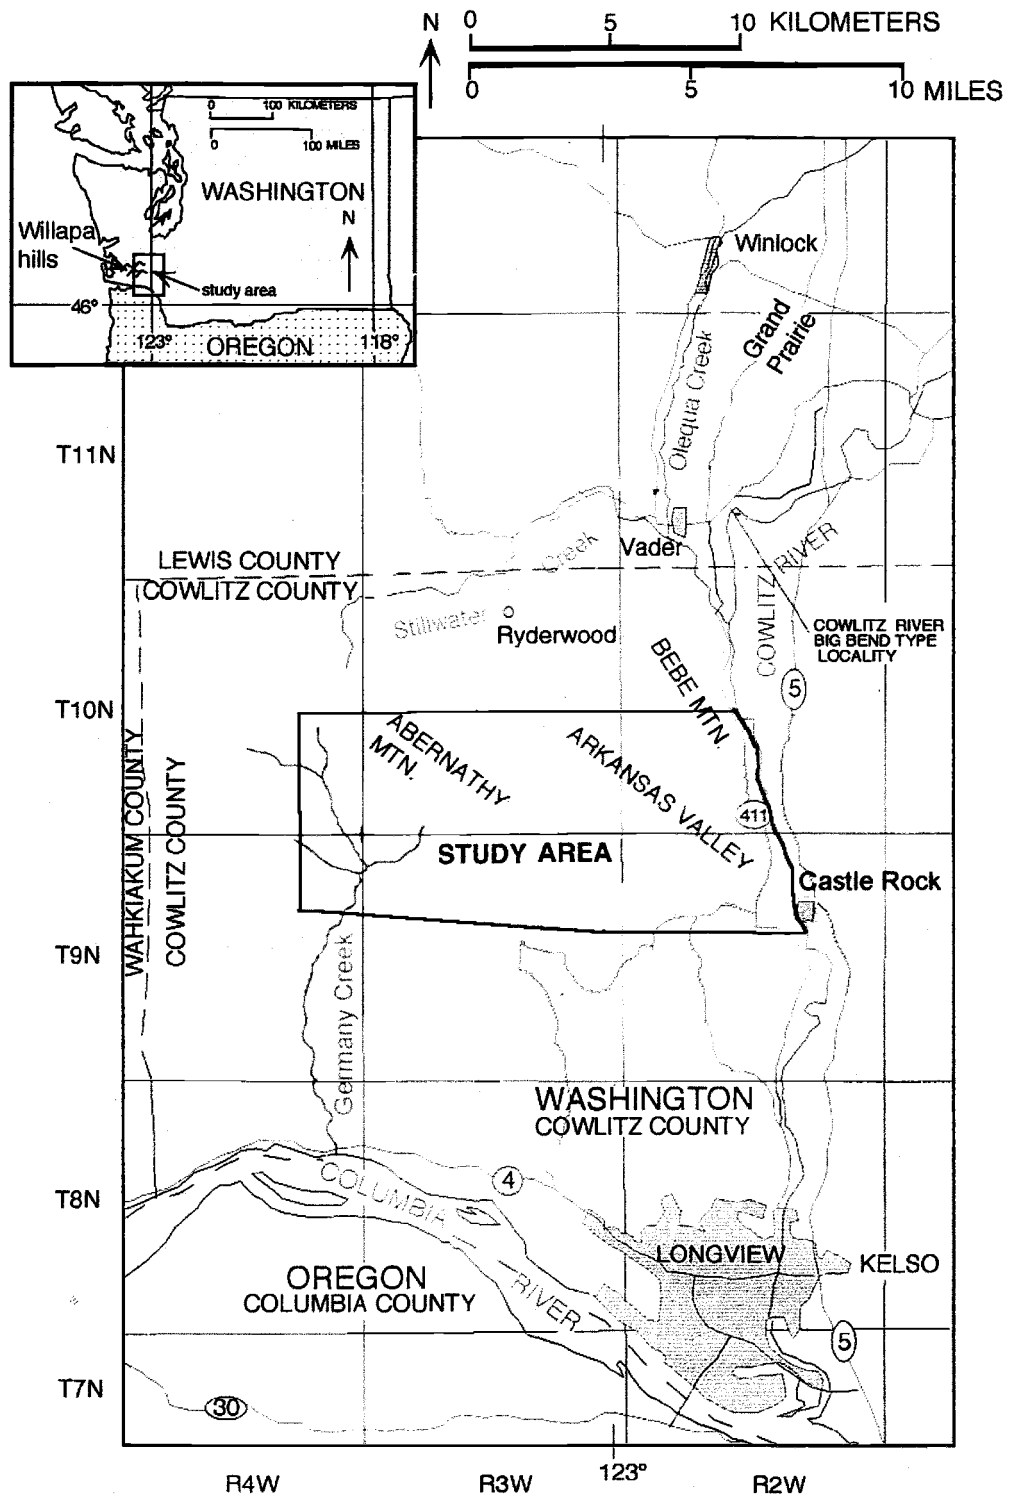 N
0 5 10 KILOMETERS
0 5 10 MILES
0 100 KILOMETERS
0 100 MILES
WASHINGTON
N
Willapa
hills
study area
46°
123°
118°
OREGON
Winlock
Grand
Prairie
Olequa Creek
T11N
Vader
Creek
LEWIS COUNTY
COWLITZ COUNTY
Stillwater
Ryderwood
COWLITZ RIVER
COWLITZ RIVER
BIG BEND TYPE
LOCALITY
BEBE MTN.
5
T10N
ABERNATHY
MTN.
ARKANSAS VALLEY
411
WAHKIAKUM COUNTY
COWLITZ COUNTY
STUDY AREA
Castle Rock
T9N
Germany Creek
WASHINGTON
COWLITZ COUNTY
COLUMBIA
4
T8N
LONGVIEW
KELSO
OREGON
COLUMBIA COUNTY
RIVER
5
T7N
30
123°
R4W R3W R2W